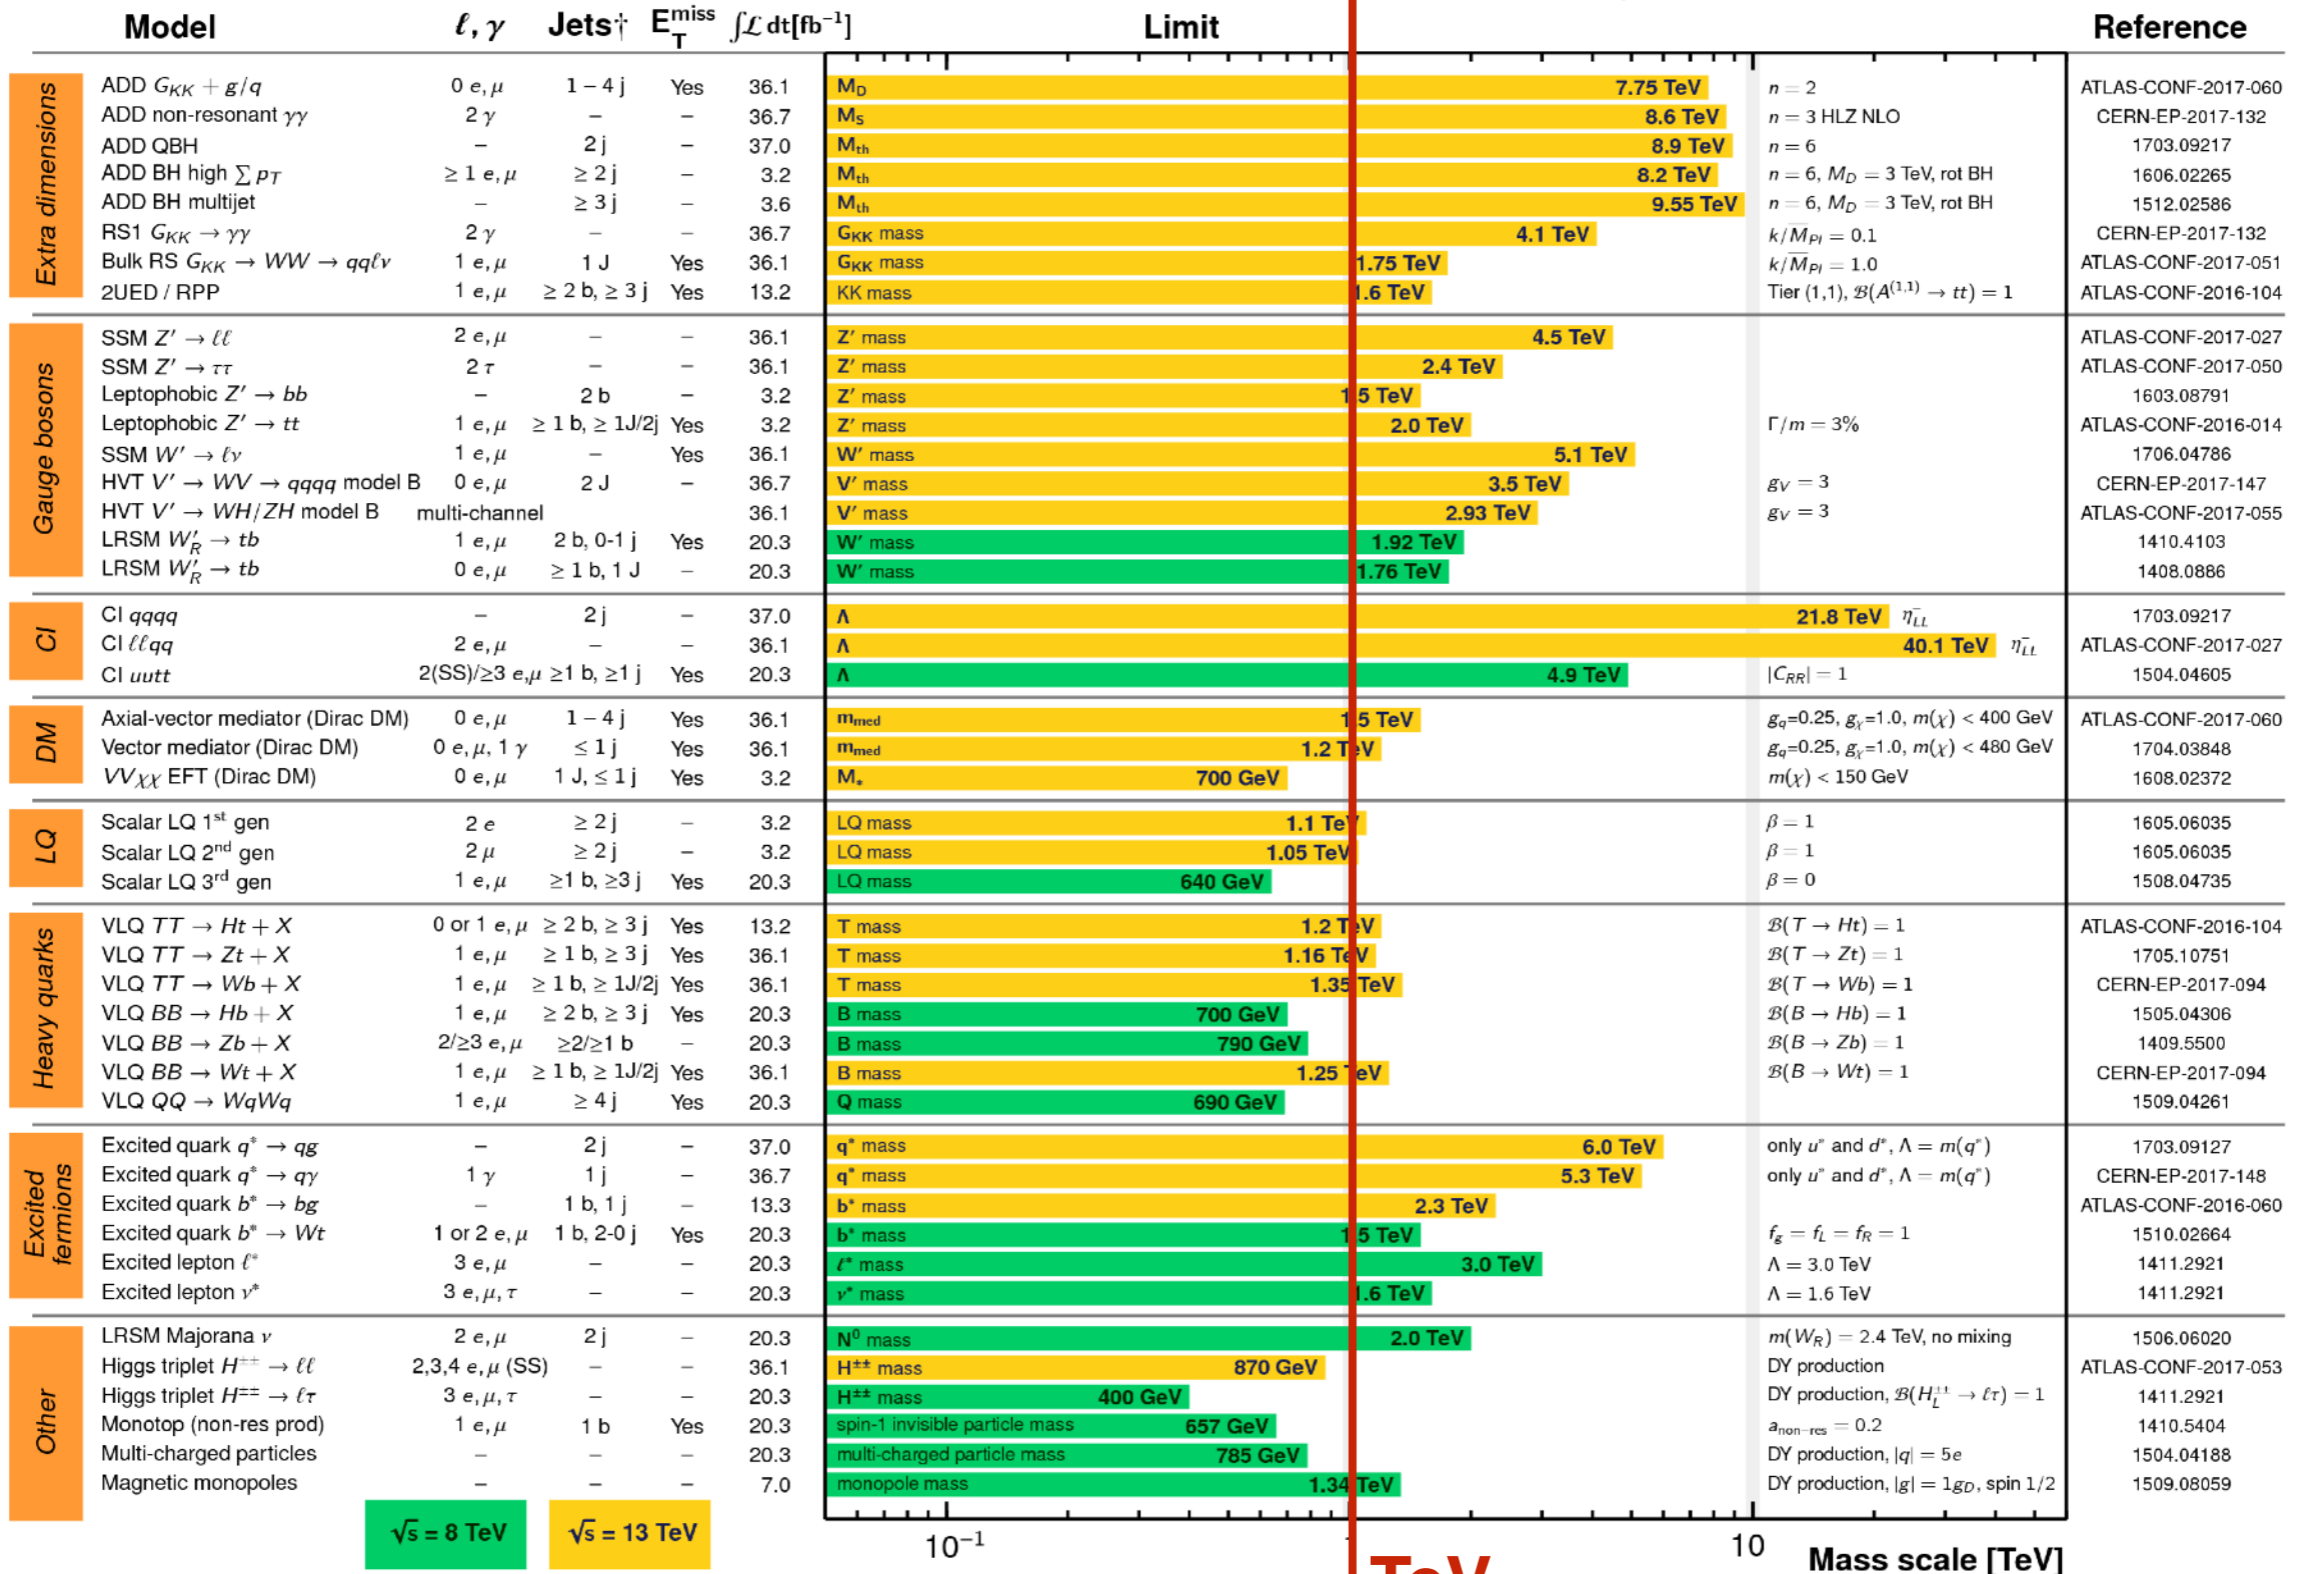 Model ℓ, γ Jets† E_T^miss ∫ℒ dt[fb⁻¹] Limit Reference
Extra dimensions
ADD G_KK + g/q 0 e, μ 1 − 4 j Yes 36.1 M_D 7.75 TeV n = 2 ATLAS-CONF-2017-060
ADD non-resonant γγ 2 γ − − 36.7 M_S 8.6 TeV n = 3 HLZ NLO CERN-EP-2017-132
ADD QBH − 2 j − 37.0 M_th 8.9 TeV n = 6 1703.09217
ADD BH high ∑ p_T ≥ 1 e, μ ≥ 2 j − 3.2 M_th 8.2 TeV n = 6, M_D = 3 TeV, rot BH 1606.02265
ADD BH multijet − ≥ 3 j − 3.6 M_th 9.55 TeV n = 6, M_D = 3 TeV, rot BH 1512.02586
RS1 G_KK → γγ 2 γ − − 36.7 G_KK mass 4.1 TeV k/M̅_Pl = 0.1 CERN-EP-2017-132
Bulk RS G_KK → WW → qqℓν 1 e, μ 1 J Yes 36.1 G_KK mass 1.75 TeV k/M̅_Pl = 1.0 ATLAS-CONF-2017-051
2UED / RPP 1 e, μ ≥ 2 b, ≥ 3 j Yes 13.2 KK mass 1.6 TeV Tier (1,1), ℬ(A^(1,1) → tt) = 1 ATLAS-CONF-2016-104
Gauge bosons
SSM Z′ → ℓℓ 2 e, μ − − 36.1 Z′ mass 4.5 TeV ATLAS-CONF-2017-027
SSM Z′ → ττ 2 τ − − 36.1 Z′ mass 2.4 TeV ATLAS-CONF-2017-050
Leptophobic Z′ → bb − 2 b − 3.2 Z′ mass 1.5 TeV 1603.08791
Leptophobic Z′ → tt 1 e, μ ≥ 1 b, ≥ 1J/2j Yes 3.2 Z′ mass 2.0 TeV Γ/m = 3% ATLAS-CONF-2016-014
SSM W′ → ℓν 1 e, μ − Yes 36.1 W′ mass 5.1 TeV 1706.04786
HVT V′ → WV → qqqq model B 0 e, μ 2 J − 36.7 V′ mass 3.5 TeV g_V = 3 CERN-EP-2017-147
HVT V′ → WH/ZH model B multi-channel 36.1 V′ mass 2.93 TeV g_V = 3 ATLAS-CONF-2017-055
LRSM W′_R → tb 1 e, μ 2 b, 0-1 j Yes 20.3 W′ mass 1.92 TeV 1410.4103
LRSM W′_R → tb 0 e, μ ≥ 1 b, 1 J − 20.3 W′ mass 1.76 TeV 1408.0886
CI
CI qqqq − 2 j − 37.0 Λ 21.8 TeV η⁻_LL 1703.09217
CI ℓℓqq 2 e, μ − − 36.1 Λ 40.1 TeV η⁻_LL ATLAS-CONF-2017-027
CI uutt 2(SS)/≥3 e,μ ≥1 b, ≥1 j Yes 20.3 Λ 4.9 TeV |C_RR| = 1 1504.04605
DM
Axial-vector mediator (Dirac DM) 0 e, μ 1 − 4 j Yes 36.1 m_med 1.5 TeV g_q=0.25, g_χ=1.0, m(χ) < 400 GeV ATLAS-CONF-2017-060
Vector mediator (Dirac DM) 0 e, μ, 1 γ ≤ 1 j Yes 36.1 m_med 1.2 TeV g_q=0.25, g_χ=1.0, m(χ) < 480 GeV 1704.03848
VVχχ EFT (Dirac DM) 0 e, μ 1 J, ≤ 1 j Yes 3.2 M_* 700 GeV m(χ) < 150 GeV 1608.02372
LQ
Scalar LQ 1st gen 2 e ≥ 2 j − 3.2 LQ mass 1.1 TeV β = 1 1605.06035
Scalar LQ 2nd gen 2 μ ≥ 2 j − 3.2 LQ mass 1.05 TeV β = 1 1605.06035
Scalar LQ 3rd gen 1 e, μ ≥1 b, ≥3 j Yes 20.3 LQ mass 640 GeV β = 0 1508.04735
Heavy quarks
VLQ TT → Ht + X 0 or 1 e, μ ≥ 2 b, ≥ 3 j Yes 13.2 T mass 1.2 TeV ℬ(T → Ht) = 1 ATLAS-CONF-2016-104
VLQ TT → Zt + X 1 e, μ ≥ 1 b, ≥ 3 j Yes 36.1 T mass 1.16 TeV ℬ(T → Zt) = 1 1705.10751
VLQ TT → Wb + X 1 e, μ ≥ 1 b, ≥ 1J/2j Yes 36.1 T mass 1.35 TeV ℬ(T → Wb) = 1 CERN-EP-2017-094
VLQ BB → Hb + X 1 e, μ ≥ 2 b, ≥ 3 j Yes 20.3 B mass 700 GeV ℬ(B → Hb) = 1 1505.04306
VLQ BB → Zb + X 2/≥3 e, μ ≥2/≥1 b − 20.3 B mass 790 GeV ℬ(B → Zb) = 1 1409.5500
VLQ BB → Wt + X 1 e, μ ≥ 1 b, ≥ 1J/2j Yes 36.1 B mass 1.25 TeV ℬ(B → Wt) = 1 CERN-EP-2017-094
VLQ QQ → WqWq 1 e, μ ≥ 4 j Yes 20.3 Q mass 690 GeV 1509.04261
Excited fermions
Excited quark q* → qg − 2 j − 37.0 q* mass 6.0 TeV only u* and d*, Λ = m(q*) 1703.09127
Excited quark q* → qγ 1 γ 1 j − 36.7 q* mass 5.3 TeV only u* and d*, Λ = m(q*) CERN-EP-2017-148
Excited quark b* → bg − 1 b, 1 j − 13.3 b* mass 2.3 TeV ATLAS-CONF-2016-060
Excited quark b* → Wt 1 or 2 e, μ 1 b, 2-0 j Yes 20.3 b* mass 1.5 TeV f_g = f_L = f_R = 1 1510.02664
Excited lepton ℓ* 3 e, μ − − 20.3 ℓ* mass 3.0 TeV Λ = 3.0 TeV 1411.2921
Excited lepton ν* 3 e, μ, τ − − 20.3 ν* mass 1.6 TeV Λ = 1.6 TeV 1411.2921
Other
LRSM Majorana ν 2 e, μ 2 j − 20.3 N⁰ mass 2.0 TeV m(W_R) = 2.4 TeV, no mixing 1506.06020
Higgs triplet H^±± → ℓℓ 2,3,4 e, μ (SS) − − 36.1 H^±± mass 870 GeV DY production ATLAS-CONF-2017-053
Higgs triplet H^±± → ℓτ 3 e, μ, τ − − 20.3 H^±± mass 400 GeV DY production, ℬ(H_L^±± → ℓτ) = 1 1411.2921
Monotop (non-res prod) 1 e, μ 1 b Yes 20.3 spin-1 invisible particle mass 657 GeV a_non−res = 0.2 1410.5404
Multi-charged particles − − − 20.3 multi-charged particle mass 785 GeV DY production, |q| = 5e 1504.04188
Magnetic monopoles − − − 7.0 monopole mass 1.34 TeV DY production, |g| = 1g_D, spin 1/2 1509.08059
√s = 8 TeV √s = 13 TeV
10⁻¹ 10
TeV
Mass scale [TeV]